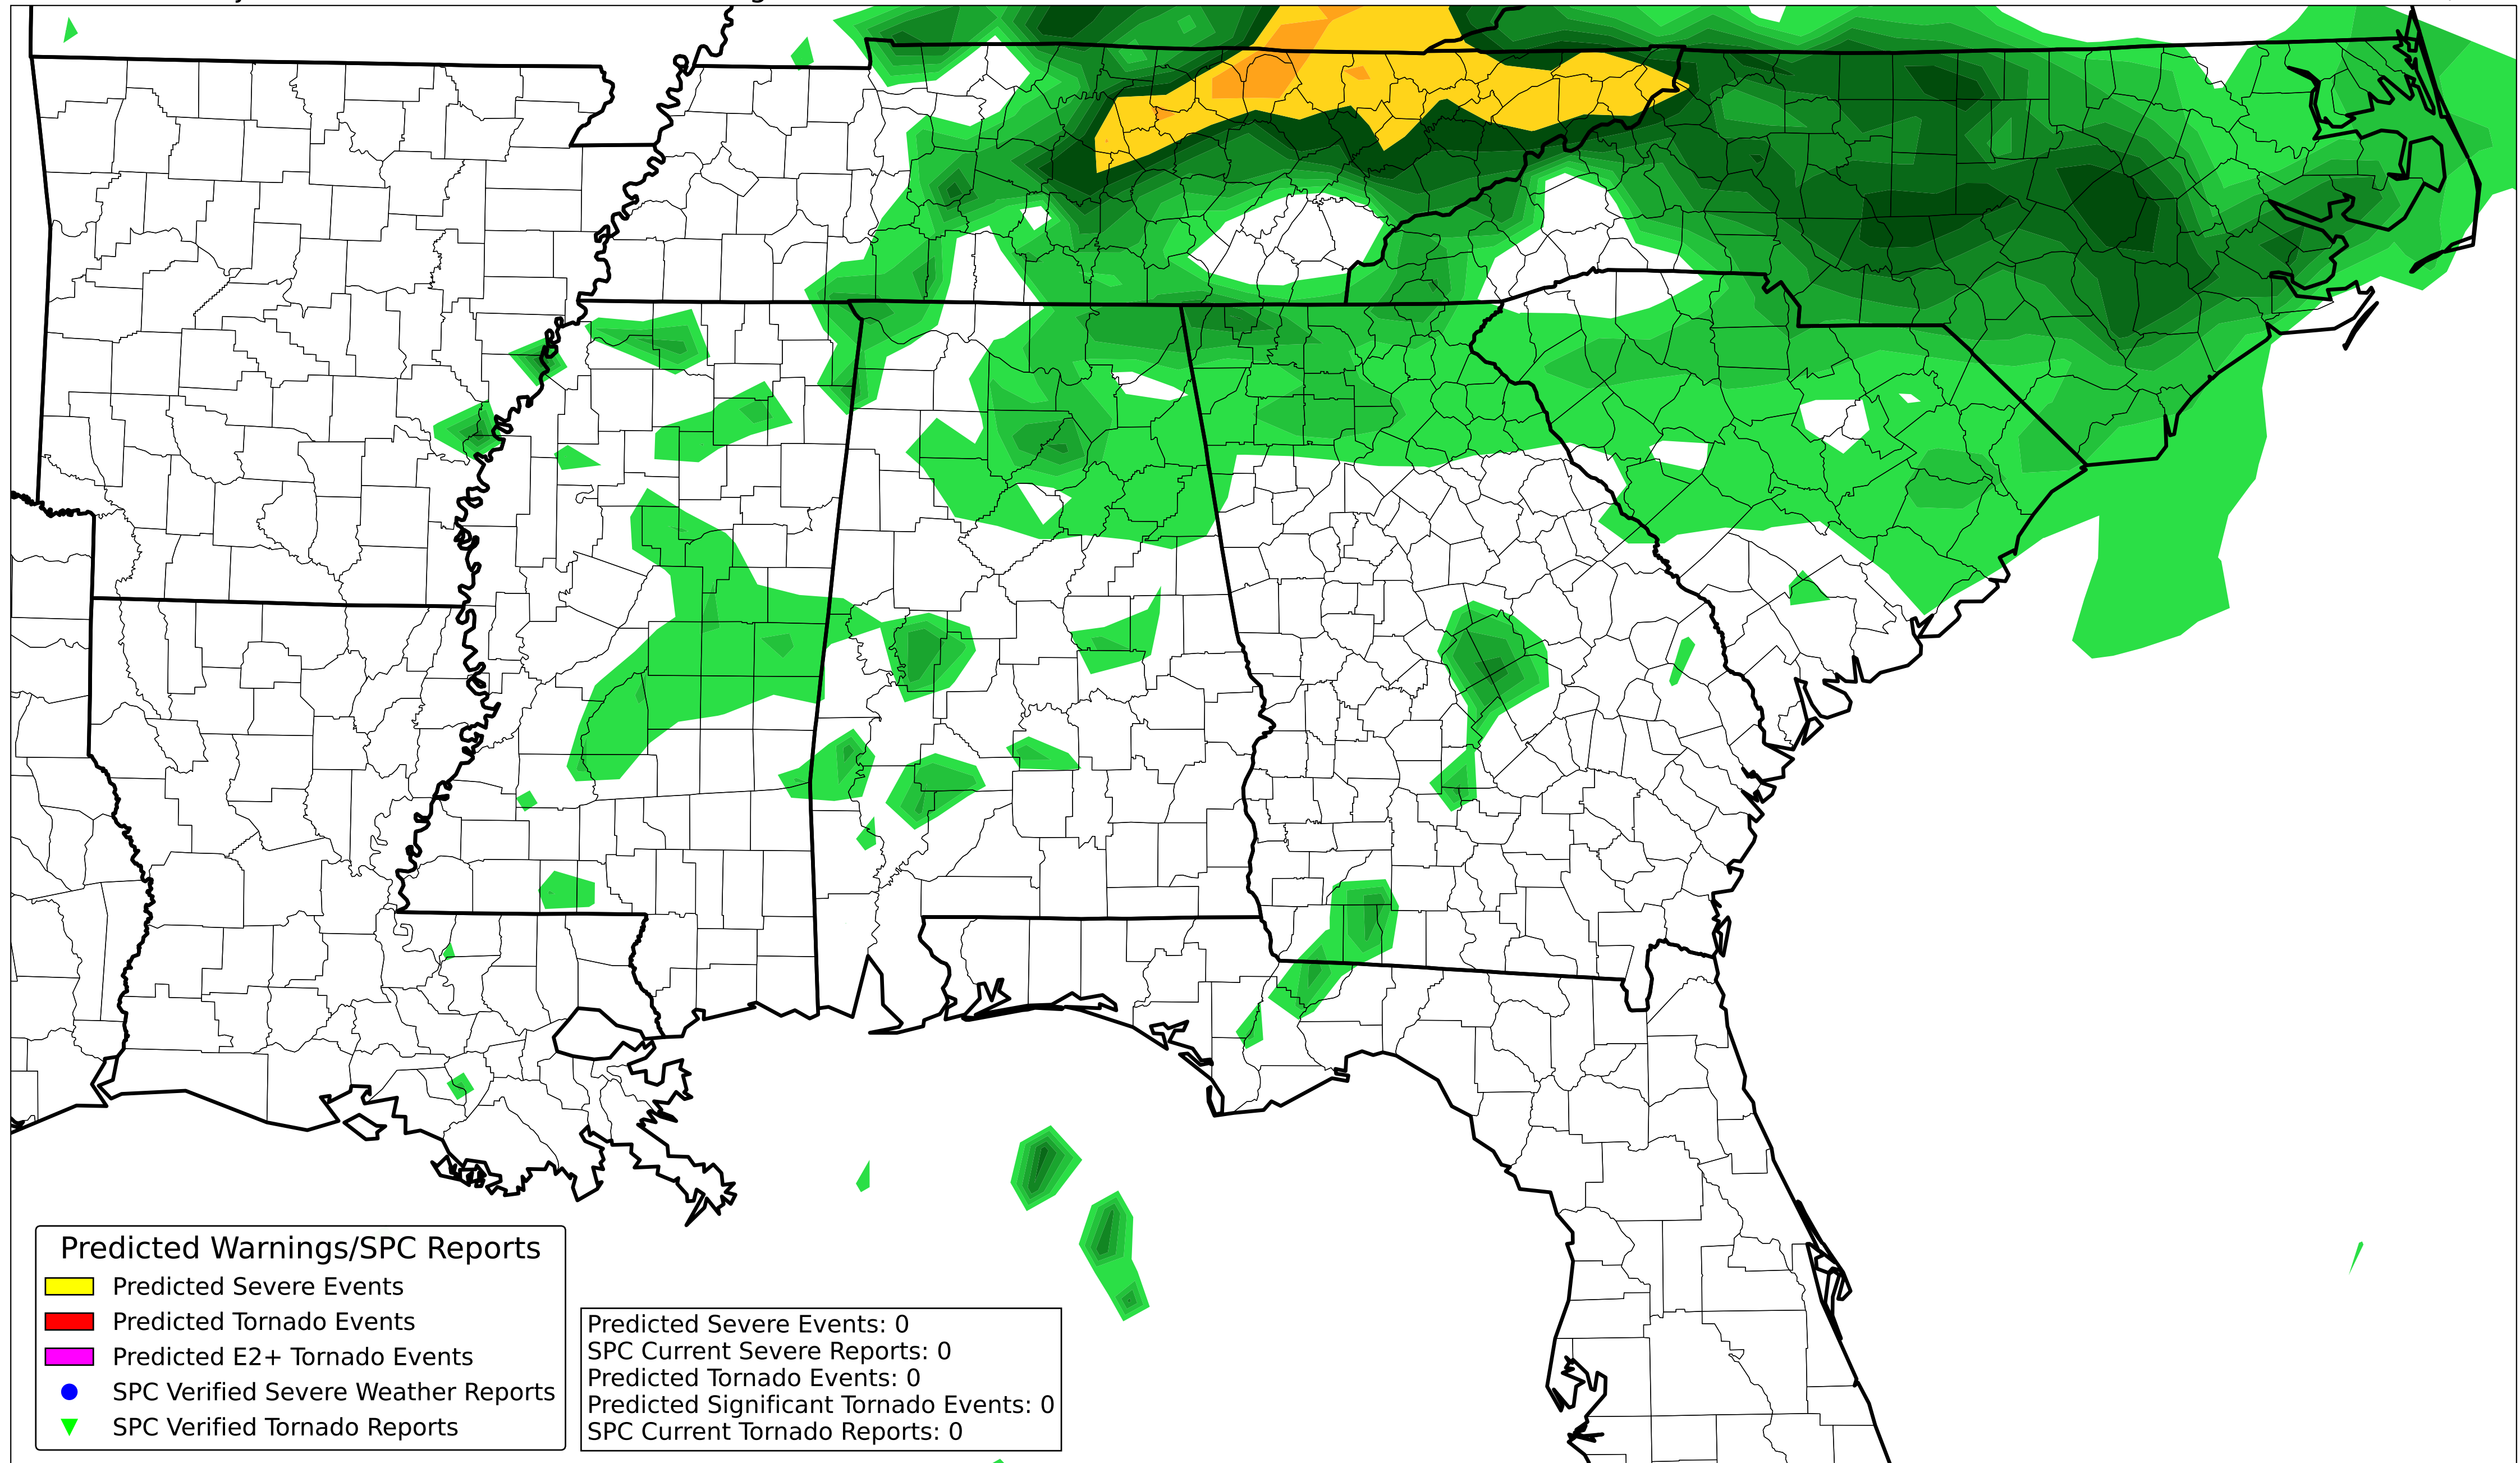 Predicted Warnings/SPC Reports
Predicted Severe Events
Predicted Tornado Events
Predicted E2+ Tornado Events
SPC Verified Severe Weather Reports
SPC Verified Tornado Reports
Predicted Severe Events: 0
SPC Current Severe Reports: 0
Predicted Tornado Events: 0
Predicted Significant Tornado Events: 0
SPC Current Tornado Reports: 0